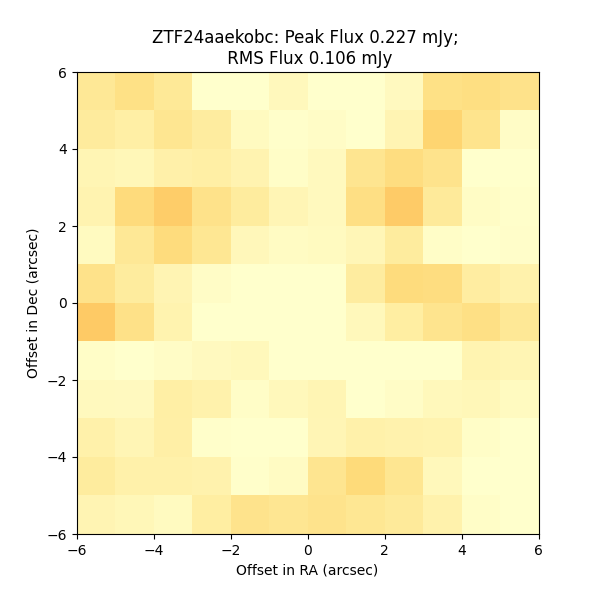 ZTF24aaekobc: Peak Flux 0.227 mJy;
RMS Flux 0.106 mJy
6
4
2
0
−2
−4
−6
Offset in Dec (arcsec)
−6 −4 −2 0 2 4 6
Offset in RA (arcsec)